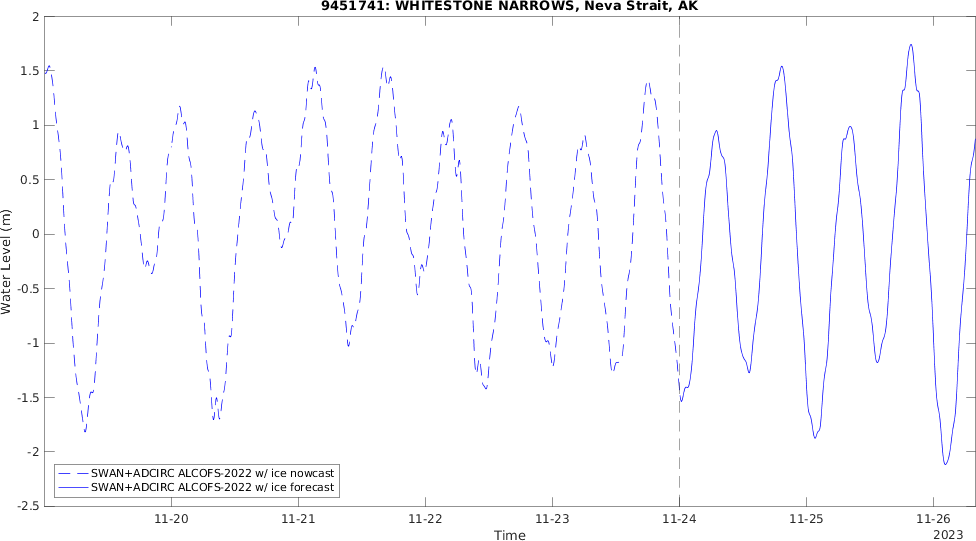 9451741: WHITESTONE NARROWS, Neva Strait, AK
2
1.5
1
0.5
0
-0.5
-1
-1.5
-2
-2.5
Water Level (m)
SWAN+ADCIRC ALCOFS-2022 w/ ice nowcast
SWAN+ADCIRC ALCOFS-2022 w/ ice forecast
11-20 11-21 11-22 11-23 11-24 11-25 11-26
Time
2023